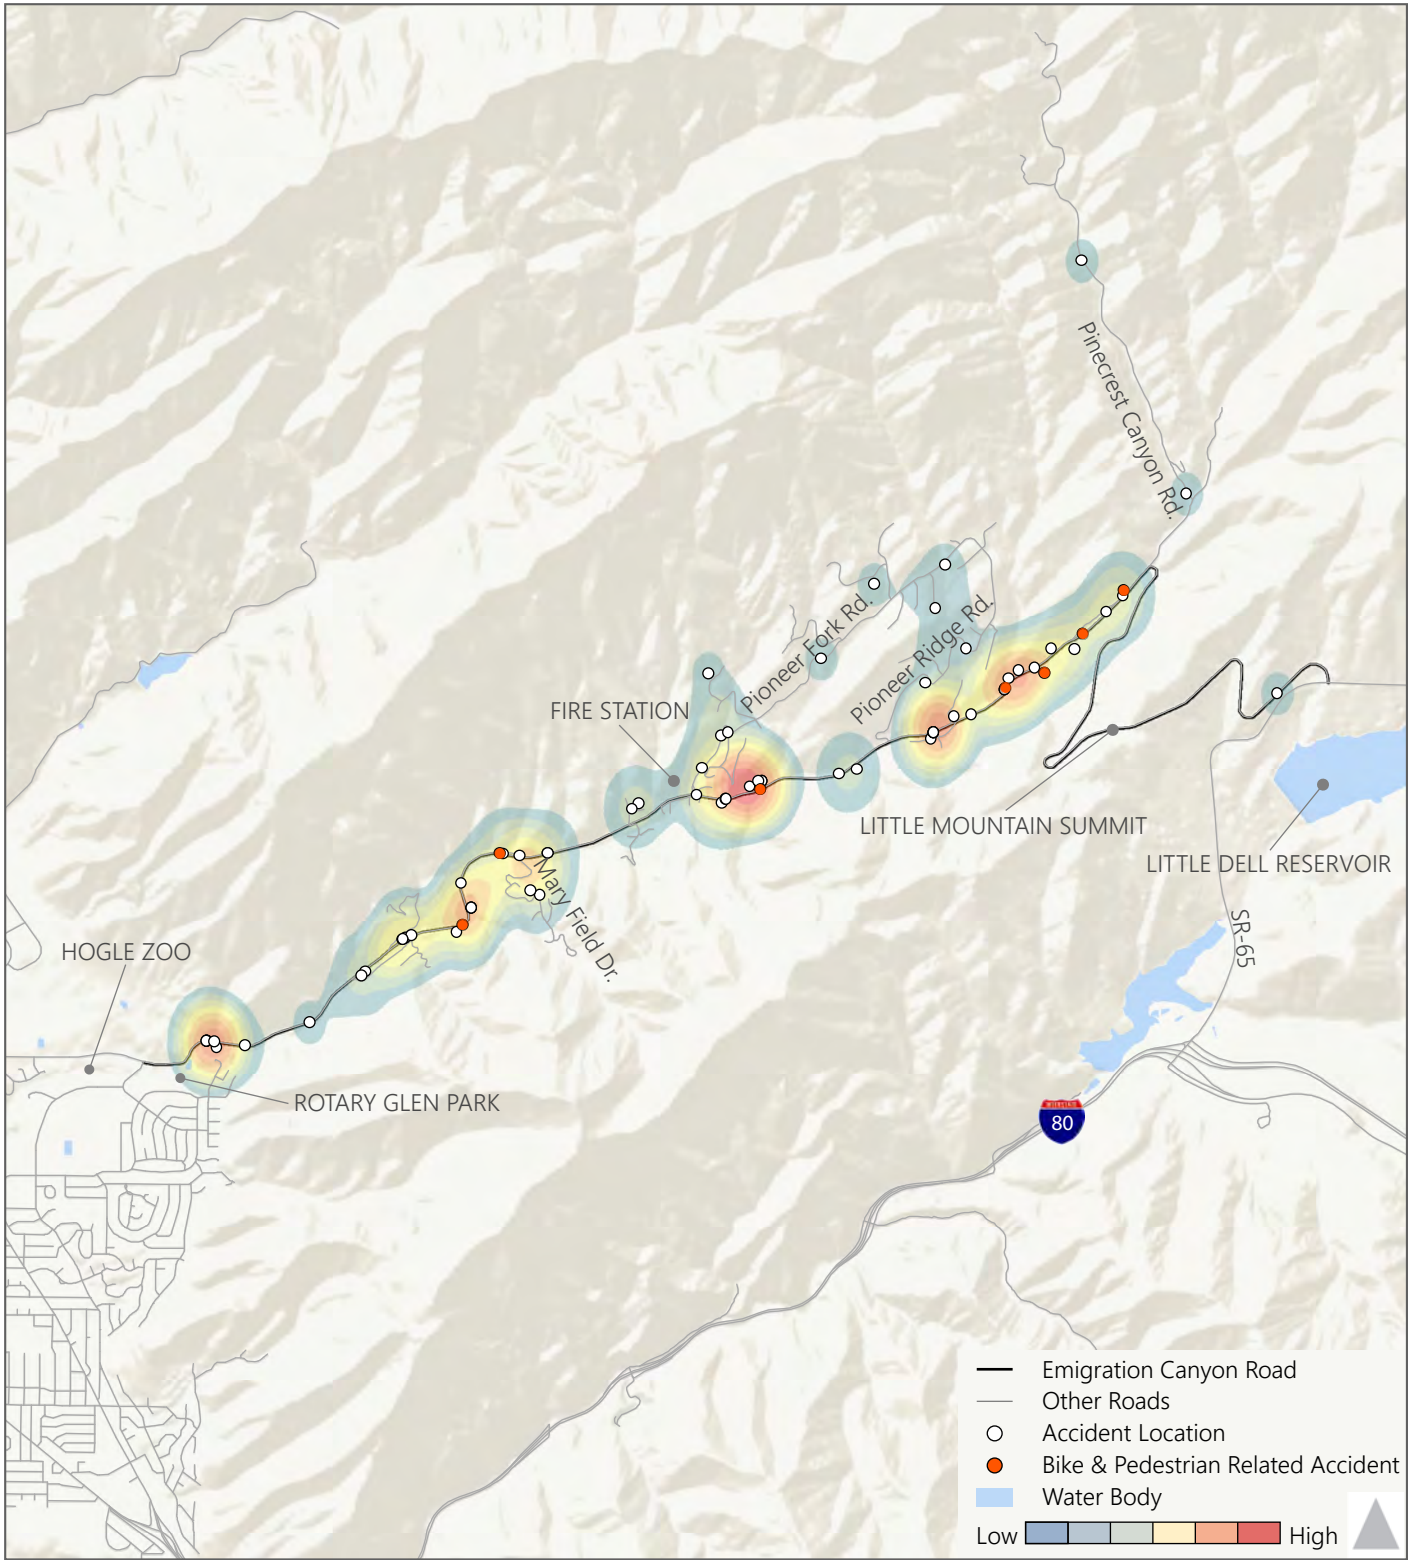 Pinecrest Canyon Rd.
Pioneer Fork Rd.
Pioneer Ridge Rd.
FIRE STATION
LITTLE MOUNTAIN SUMMIT
LITTLE DELL RESERVOIR
Mary Field Dr.
SR-65
HOGLE ZOO
ROTARY GLEN PARK
INTERSTATE
80
Emigration Canyon Road
Other Roads
Accident Location
Bike & Pedestrian Related Accident
Water Body
Low High